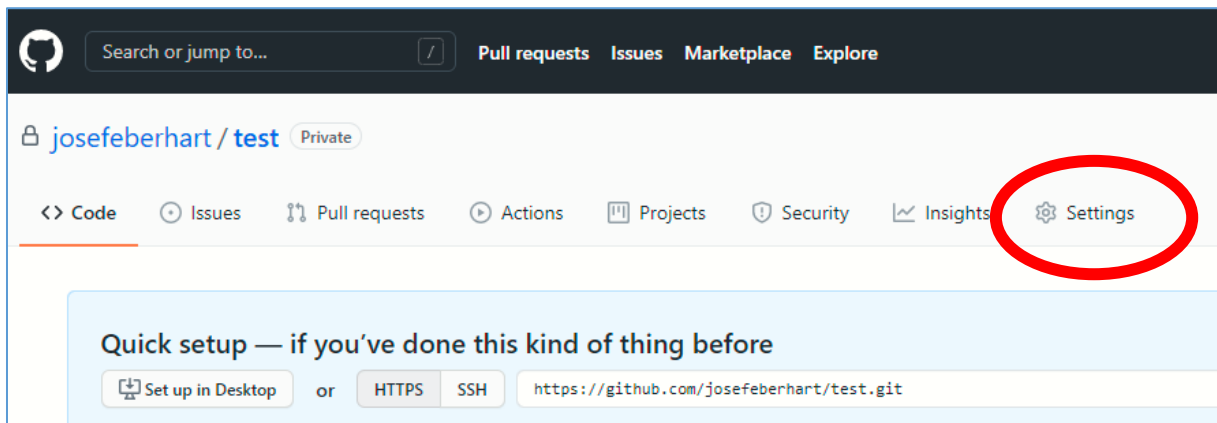 Search or jump to... / Pull requests Issues Marketplace Explore
josefeberhart / test Private
<> Code Issues Pull requests Actions Projects Security Insights Settings
Quick setup — if you've done this kind of thing before
Set up in Desktop or HTTPS SSH https://github.com/josefeberhart/test.git